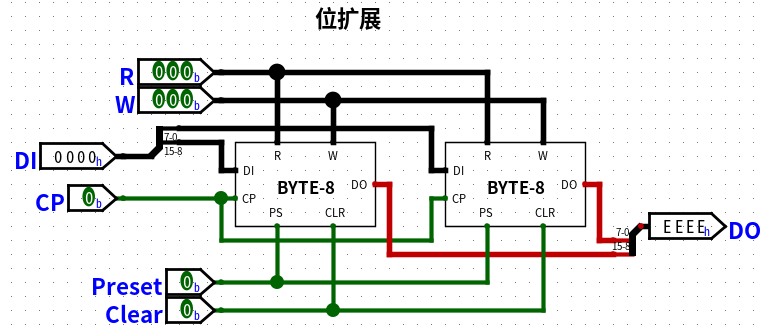 位扩展
R 000b
W 000b
7-0
15-8
DI 0000h
R W R W
DI DI
BYTE-8 DO BYTE-8 DO
CP 0b CP CP
PS CLR PS CLR
7-0
15-8
EEEEh DO
Preset 0b
Clear 0b